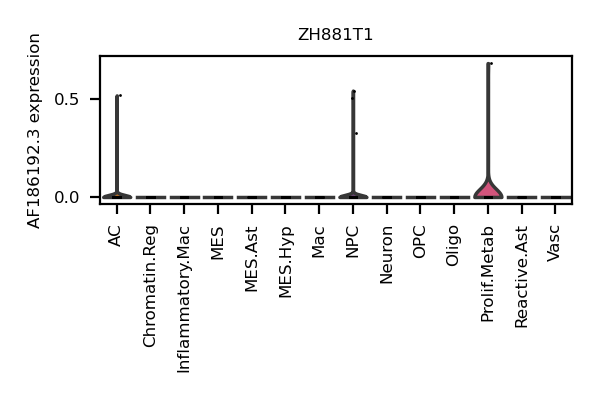 ZH881T1
AF186192.3 expression
0.5
0.0
AC
Chromatin.Reg
Inflammatory.Mac
MES
MES.Ast
MES.Hyp
Mac
NPC
Neuron
OPC
Oligo
Prolif.Metab
Reactive.Ast
Vasc